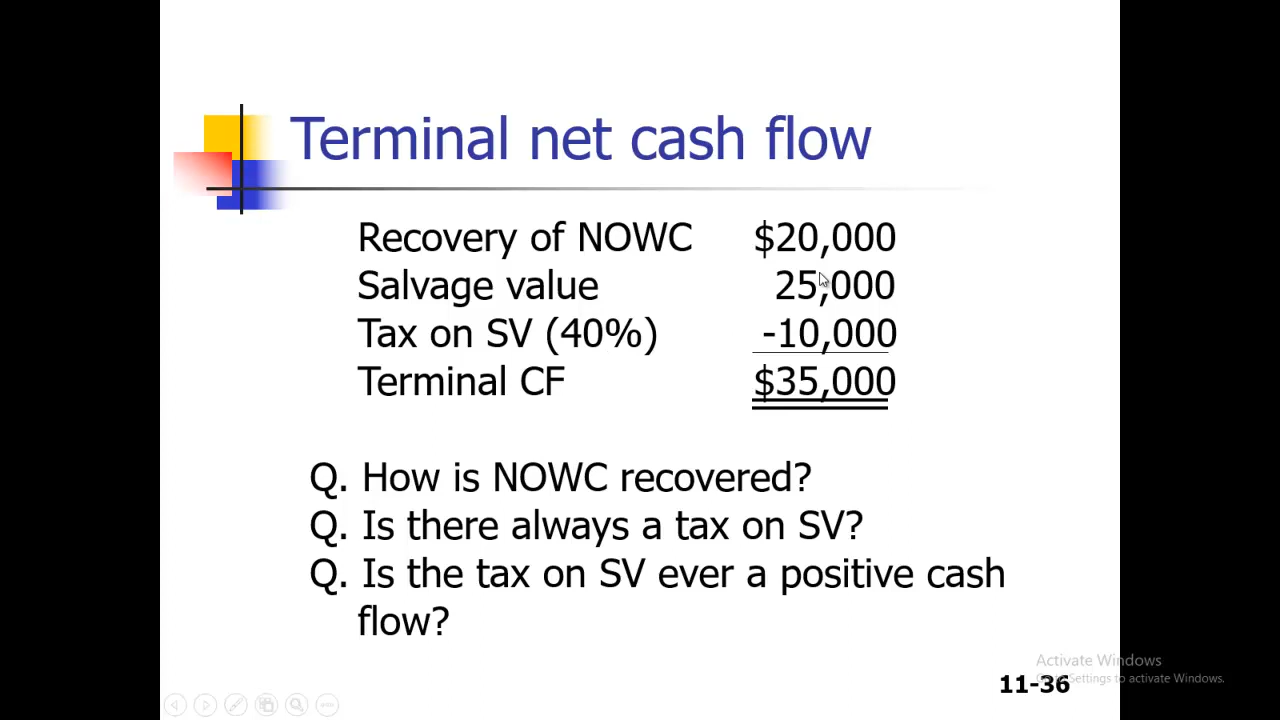 Terminal net cash flow
Recovery of NOWC $20,000
Salvage value 25,000
Tax on SV (40%) -10,000
Terminal CF $35,000
Q. How is NOWC recovered?
Q. Is there always a tax on SV?
Q. Is the tax on SV ever a positive cash
flow?
Activate Windows
Go to Settings to activate Windows.
11-36